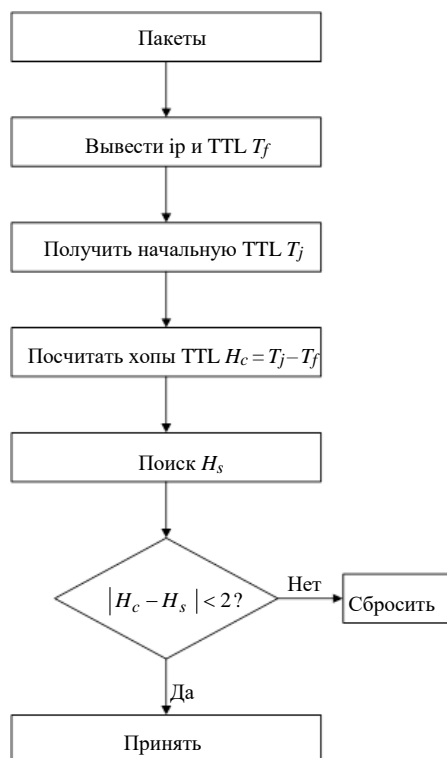 Пакеты
Вывести ip и TTL T_f
Получить начальную TTL T_j
Посчитать хопы TTL H_c = T_j – T_f
Поиск H_s
|H_c – H_s| < 2?
Нет
Сбросить
Да
Принять